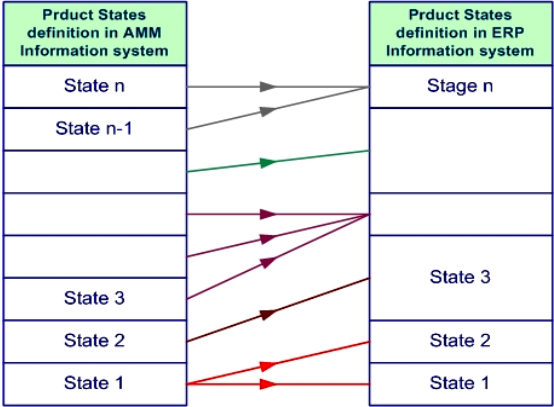 Prduct States
definition in AMM
Information system
Prduct States
definition in ERP
Information system
State n
Stage n
State n-1
State 3
State 3
State 2
State 2
State 1
State 1